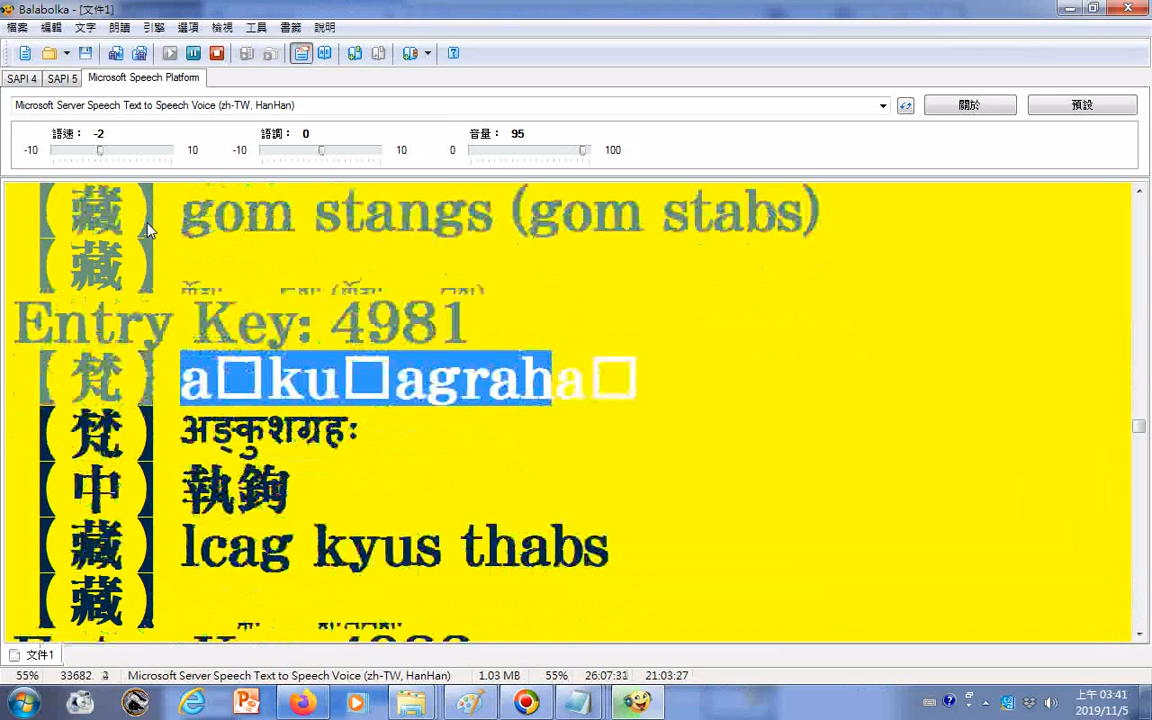 Balabolka - [文件1]
檔案 編輯 文字 朗讀 引擎 選項 檢視 工具 書籤 說明
SAPI 4 SAPI 5 Microsoft Speech Platform
Microsoft Server Speech Text to Speech Voice (zh-TW, HanHan) 關於 預設
語速： -2 語調： 0 音量： 95
-10 10 -10 10 0 100
【藏】 gom stangs (gom stabs)
【藏】
Entry Key: 4981
【梵】 a□ku□agraha□
【梵】 अङ्कुशग्रहः
【中】 執鉤
【藏】 lcag kyus thabs
【藏】
文件1
55% 33682. Microsoft Server Speech Text to Speech Voice (zh-TW, HanHan) 1.03 MB 55% 26:07:31 21:03:27
上午 03:41
2019/11/5